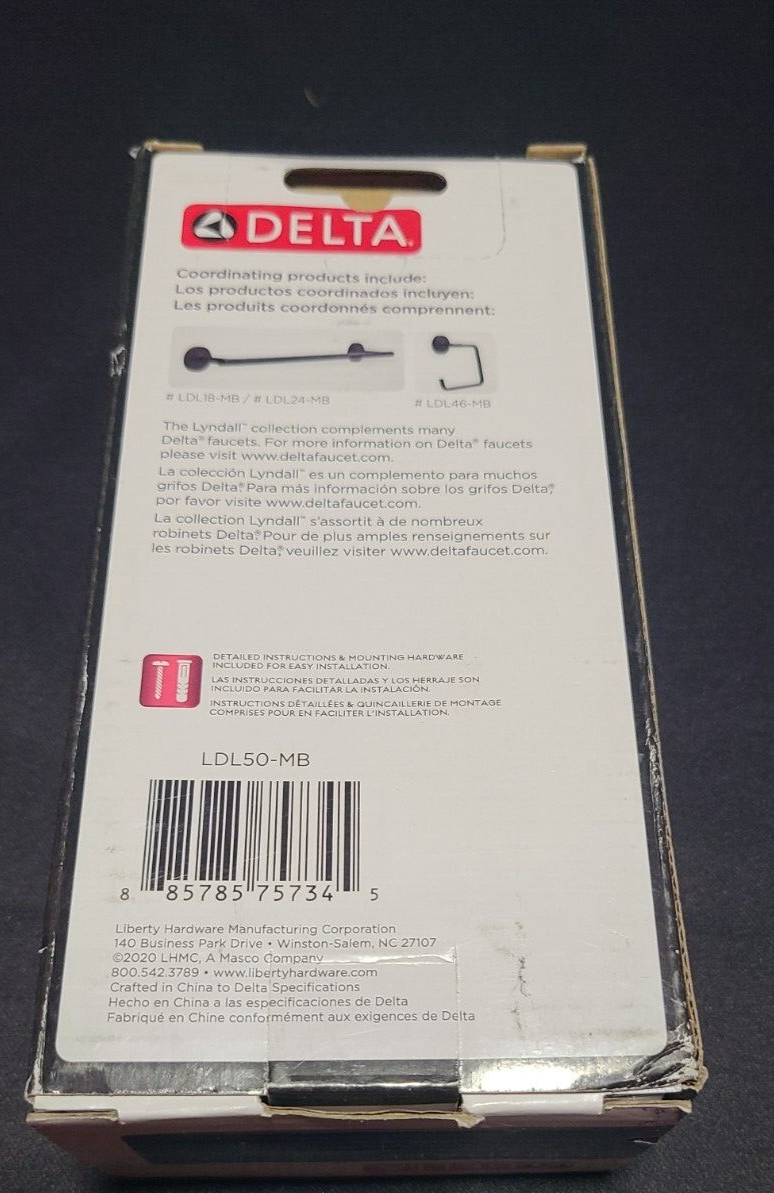 DELTA®
Coordinating products include:
Los productos coordinados incluyen:
Les produits coordonnés comprennent:
# LDL18-MB / # LDL24-MB
# LDL46-MB
The Lyndall™ collection complements many
Delta® faucets. For more information on Delta® faucets
please visit www.deltafaucet.com.
La colección Lyndall™ es un complemento para muchos
grifos Delta®. Para más información sobre los grifos Delta®,
por favor visite www.deltafaucet.com.
La collection Lyndall™ s'assortit à de nombreux
robinets Delta®. Pour de plus amples renseignements sur
les robinets Delta®, veuillez visiter www.deltafaucet.com.
DETAILED INSTRUCTIONS & MOUNTING HARDWARE
INCLUDED FOR EASY INSTALLATION.
LAS INSTRUCCIONES DETALLADAS Y LOS HERRAJE SON
INCLUIDO PARA FACILITAR LA INSTALACIÓN.
INSTRUCTIONS DÉTAILLÉES & QUINCAILLERIE DE MONTAGE
COMPRISES POUR EN FACILITER L'INSTALLATION.
LDL50-MB
8 85785 75734 5
Liberty Hardware Manufacturing Corporation
140 Business Park Drive • Winston-Salem, NC 27107
©2020 LHMC, A Masco Company
800.542.3789 • www.libertyhardware.com
Crafted in China to Delta Specifications
Hecho en China a las especificaciones de Delta
Fabriqué en Chine conformément aux exigences de Delta